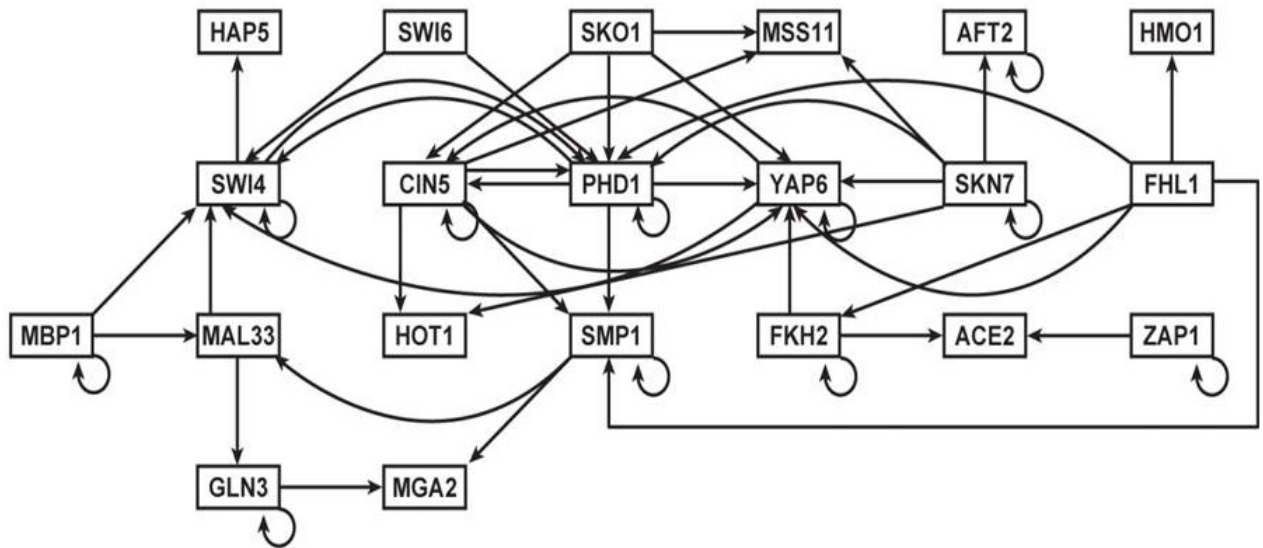 HAP5 SWI6 SKO1 MSS11 AFT2 HMO1
SWI4 CIN5 PHD1 YAP6 SKN7 FHL1
MBP1 MAL33 HOT1 SMP1 FKH2 ACE2 ZAP1
GLN3 MGA2